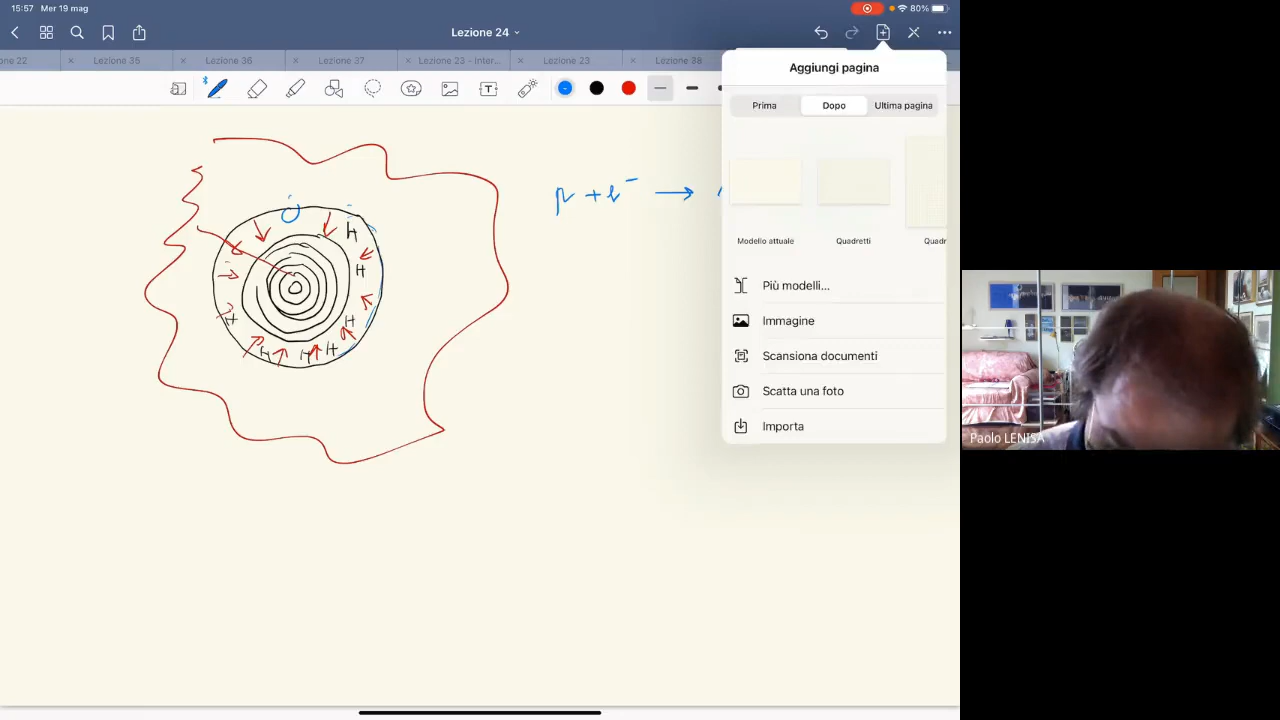 15:57 Mer 19 mag
80%
Lezione 24
ne 22
Lezione 35
Lezione 36
Lezione 37
Lezione 23 - Inter...
Lezione 23
Lezione 38
T
Aggiungi pagina
Prima Dopo Ultima pagina
Modello attuale Quadretti Quadr
Più modelli...
Immagine
Scansiona documenti
Scatta una foto
Importa
p + e⁻ →
H
H
H
H
H H H
Paolo LENISA